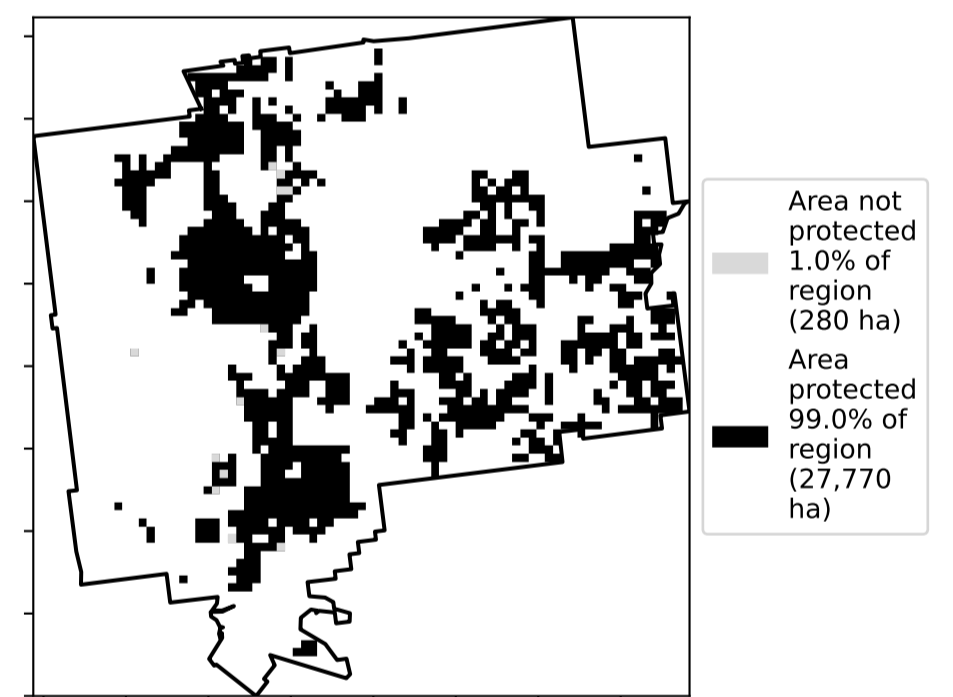 Area not
protected
1.0% of
region
(280 ha)
Area
protected
99.0% of
region
(27,770
ha)